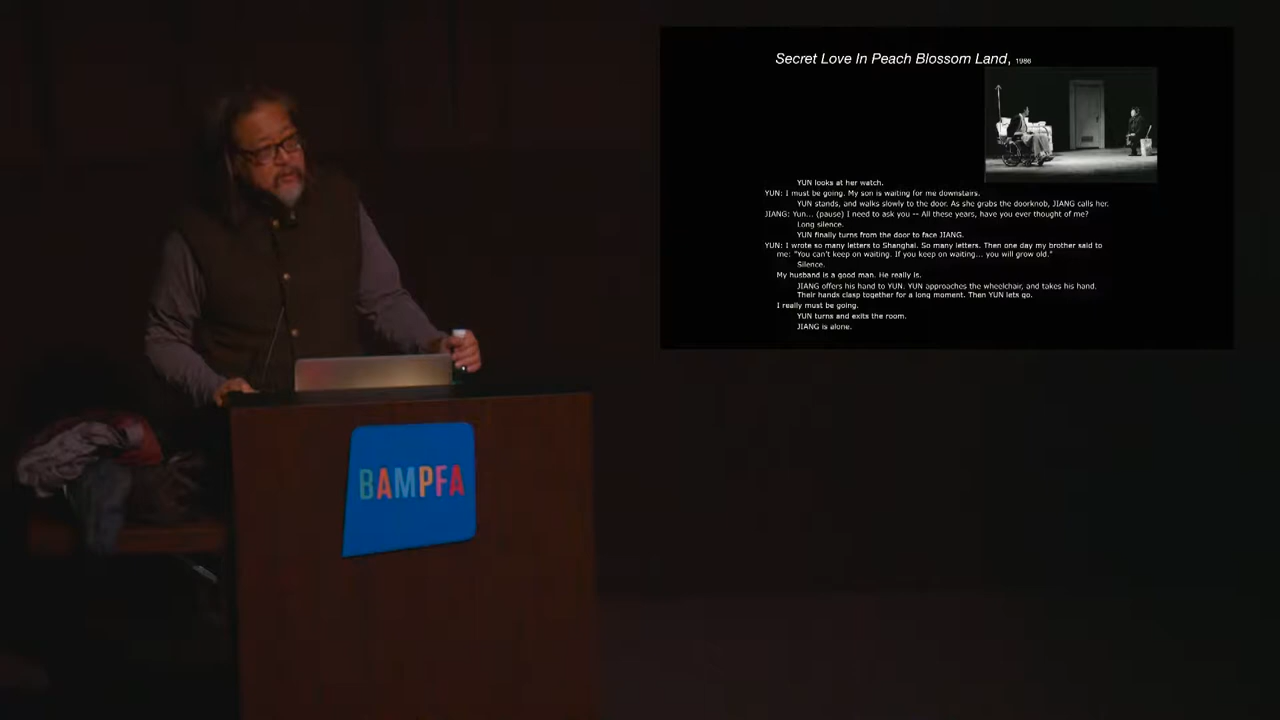 Secret Love In Peach Blossom Land, 1986
YUN looks at her watch.
YUN: I must be going. My son is waiting for me downstairs.
YUN stands, and walks slowly to the door. As she grabs the doorknob, JIANG calls her.
JIANG: Yun... (pause) I need to ask you -- All these years, have you ever thought of me?
Long silence.
YUN finally turns from the door to face JIANG.
YUN: I wrote so many letters to Shanghai. So many letters. Then one day my brother said to
me: "You can't keep on waiting. If you keep on waiting... you will grow old."
Silence.
My husband is a good man. He really is.
JIANG offers his hand to YUN. YUN approaches the wheelchair, and takes his hand.
Their hands clasp together for a long moment. Then YUN lets go.
I really must be going.
YUN turns and exits the room.
JIANG is alone.
BAMPFA